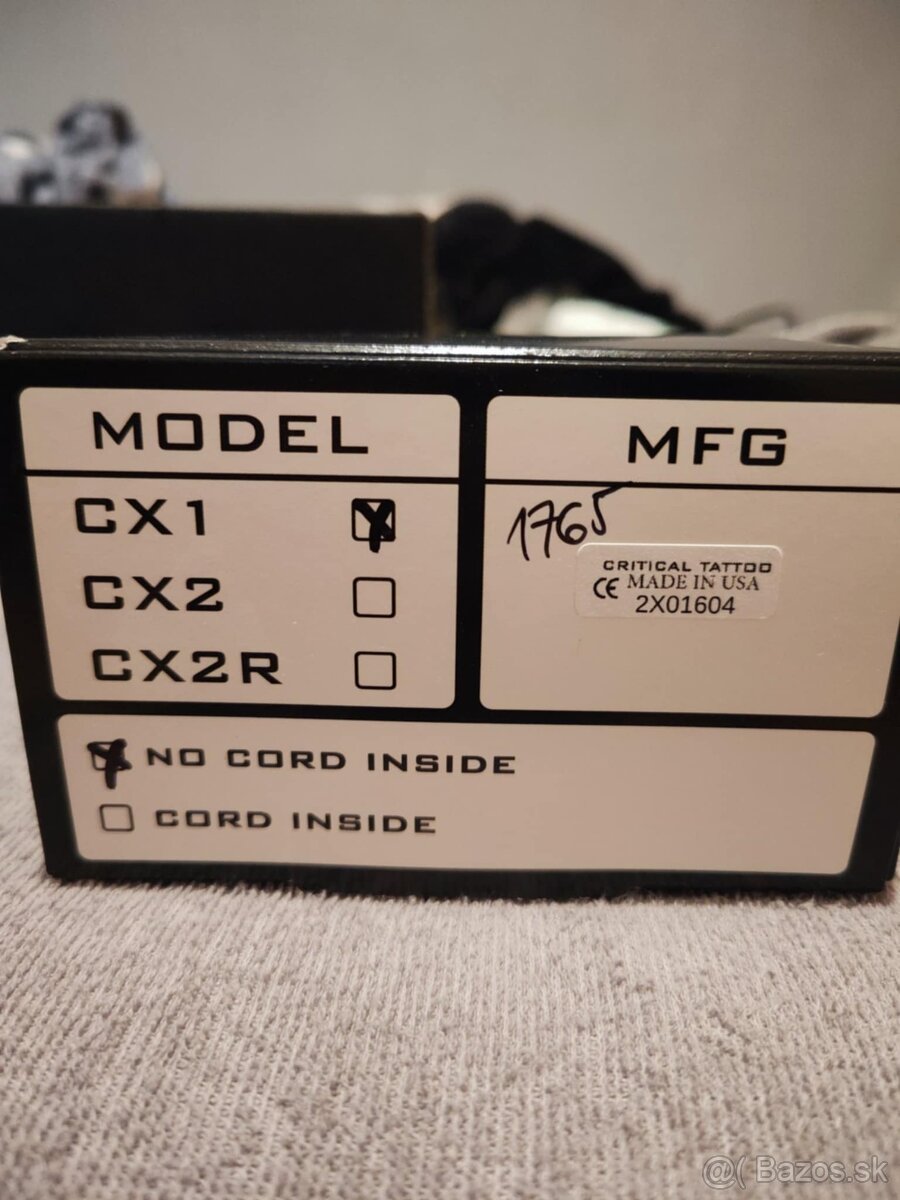 MODEL
CX1
CX2
CX2R
MFG
1765
CRITICAL TATTOO
CE MADE IN USA
2X01604
NO CORD INSIDE
CORD INSIDE
@( Bazos.sk